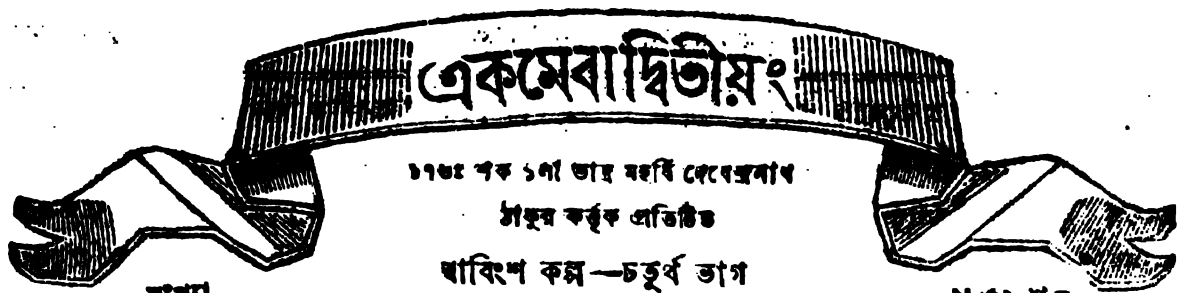 একমেবাদ্বিতীয়ং
১৭৬৫ শক ১লা ভাদ্র মহর্ষি দেবেন্দ্রনাথ
ঠাকুর কর্তৃক প্রতিষ্ঠিত
দ্বাবিংশ কল্প—চতুর্থ ভাগ